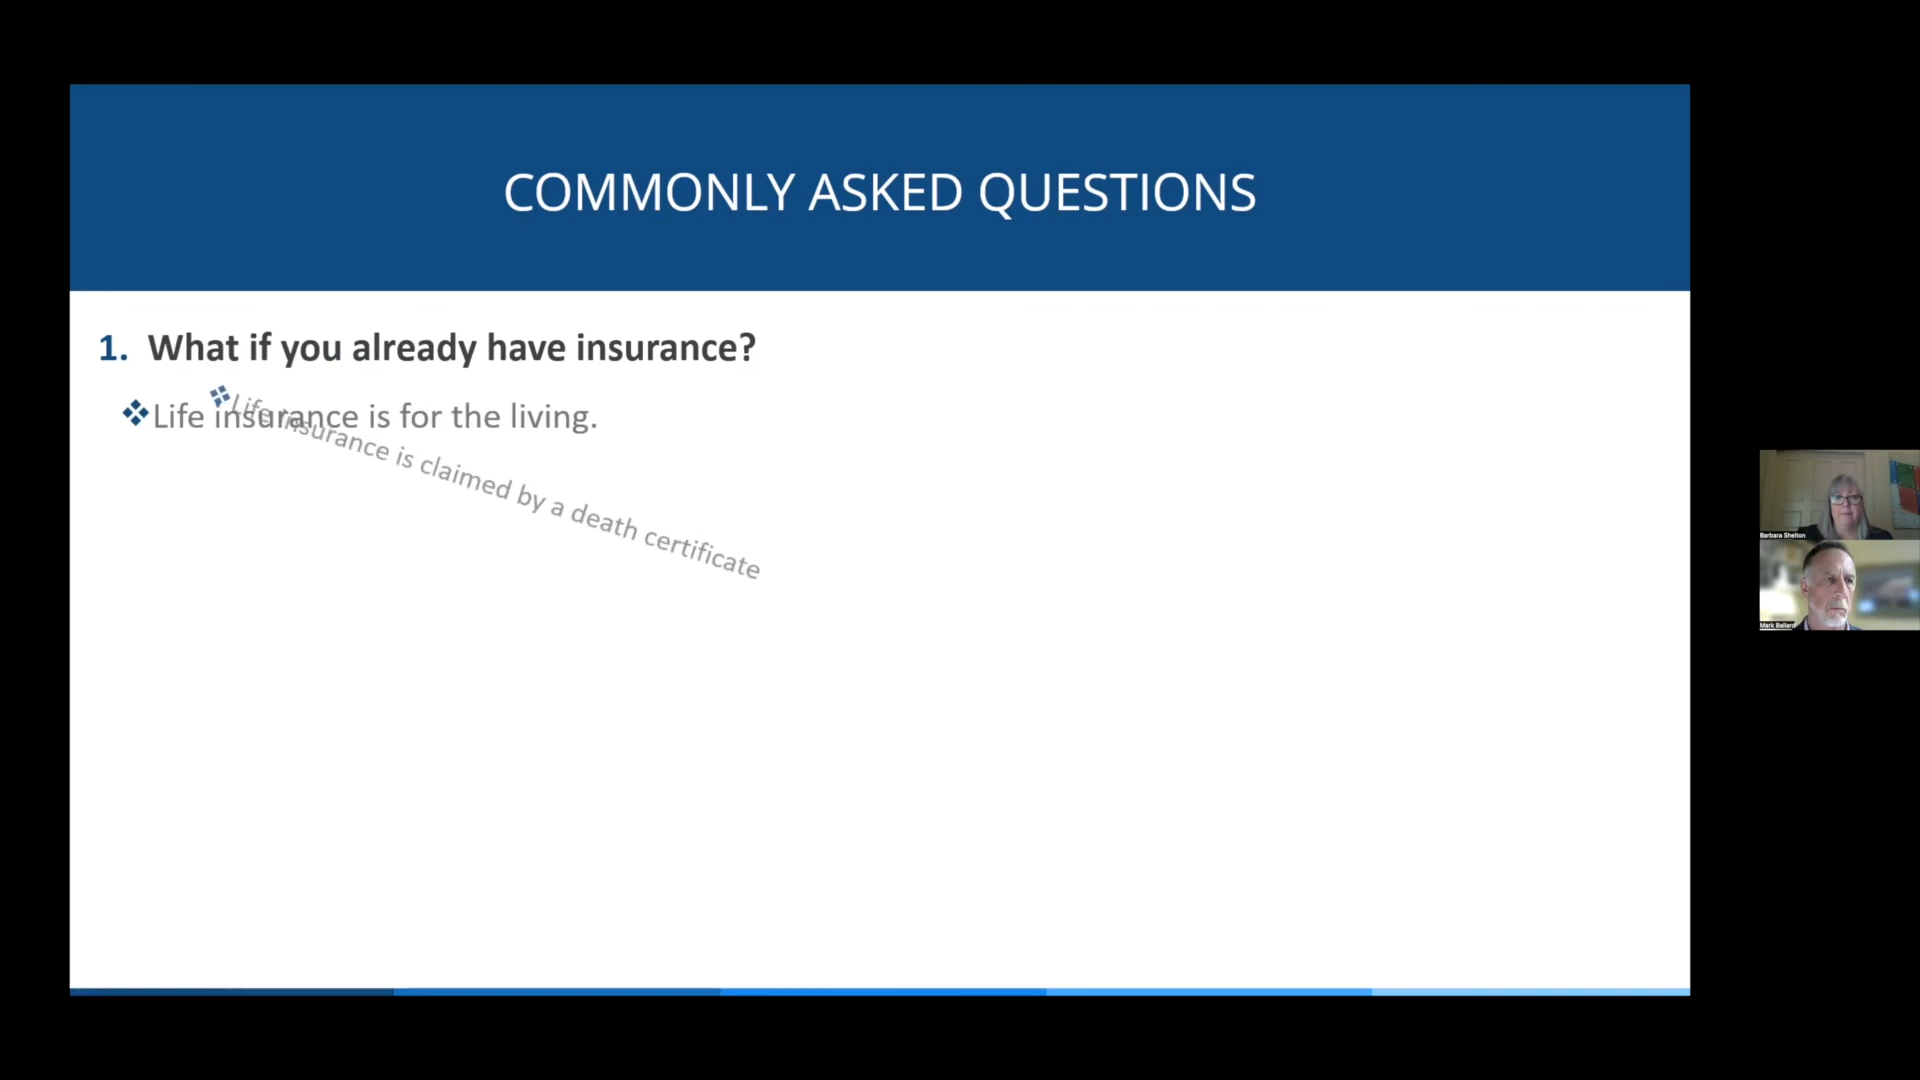 COMMONLY ASKED QUESTIONS
1. What if you already have insurance?
❖Life insurance is for the living.
❖Life insurance is claimed by a death certificate
Barbara Shelton
Mark Ballard